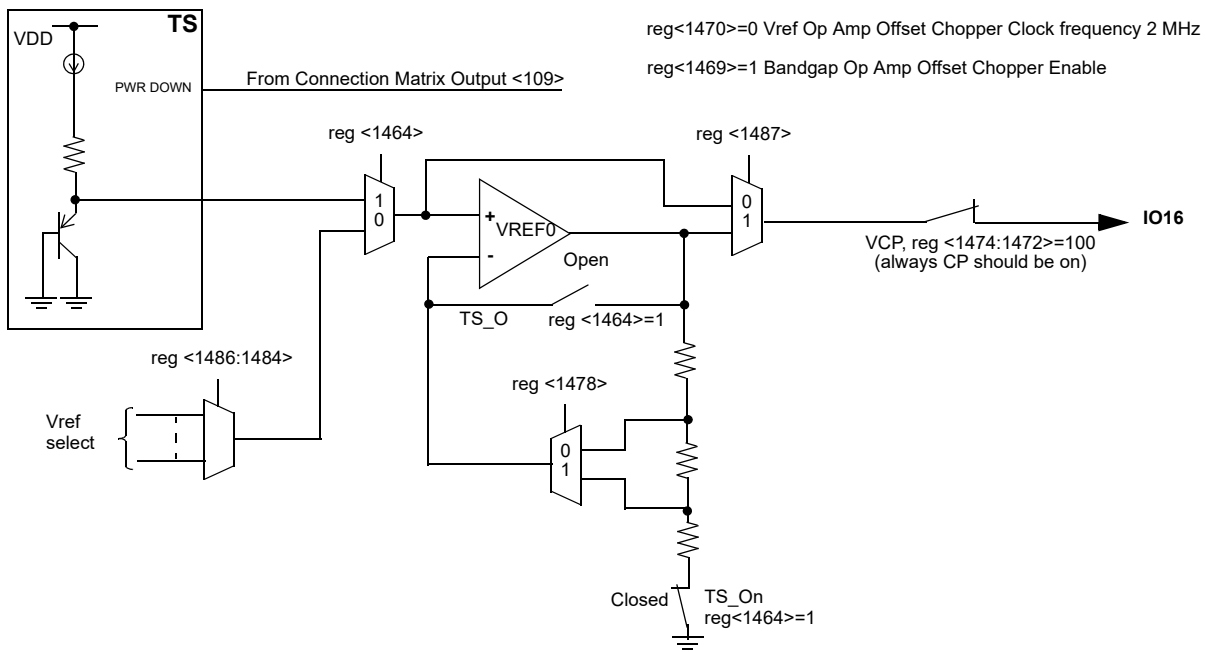 TS
VDD
PWR DOWN
From Connection Matrix Output <109>
reg<1470>=0 Vref Op Amp Offset Chopper Clock frequency 2 MHz
reg<1469>=1 Bandgap Op Amp Offset Chopper Enable
reg <1464>
reg <1487>
1
0
+
VREF0
-
0
1
IO16
VCP, reg <1474:1472>=100
(always CP should be on)
Open
TS_O
reg <1464>=1
reg <1486:1484>
reg <1478>
Vref
select
0
1
Closed
TS_On
reg<1464>=1